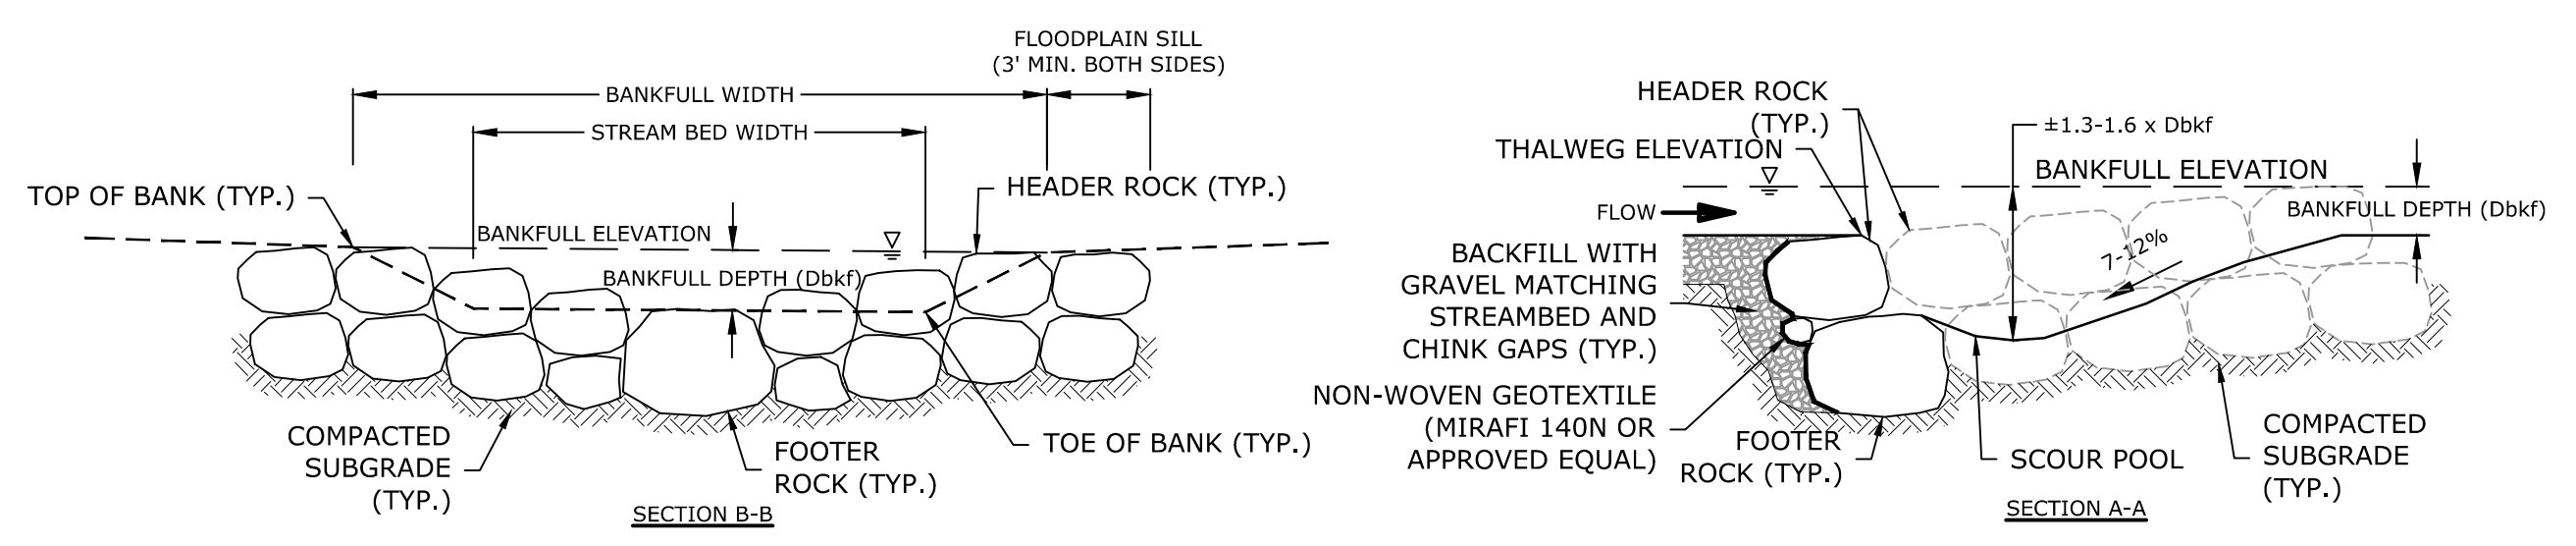 FLOODPLAIN SILL
(3' MIN. BOTH SIDES)
BANKFULL WIDTH
STREAM BED WIDTH
TOP OF BANK (TYP.)
HEADER ROCK (TYP.)
BANKFULL ELEVATION
BANKFULL DEPTH (Dbkf)
COMPACTED
SUBGRADE
(TYP.)
FOOTER
ROCK (TYP.)
TOE OF BANK (TYP.)
SECTION B-B
HEADER ROCK
(TYP.)
THALWEG ELEVATION
±1.3-1.6 x Dbkf
BANKFULL ELEVATION
FLOW
BANKFULL DEPTH (Dbkf)
7-12%
BACKFILL WITH
GRAVEL MATCHING
STREAMBED AND
CHINK GAPS (TYP.)
NON-WOVEN GEOTEXTILE
(MIRAFI 140N OR
APPROVED EQUAL)
FOOTER
ROCK (TYP.)
SCOUR POOL
COMPACTED
SUBGRADE
(TYP.)
SECTION A-A